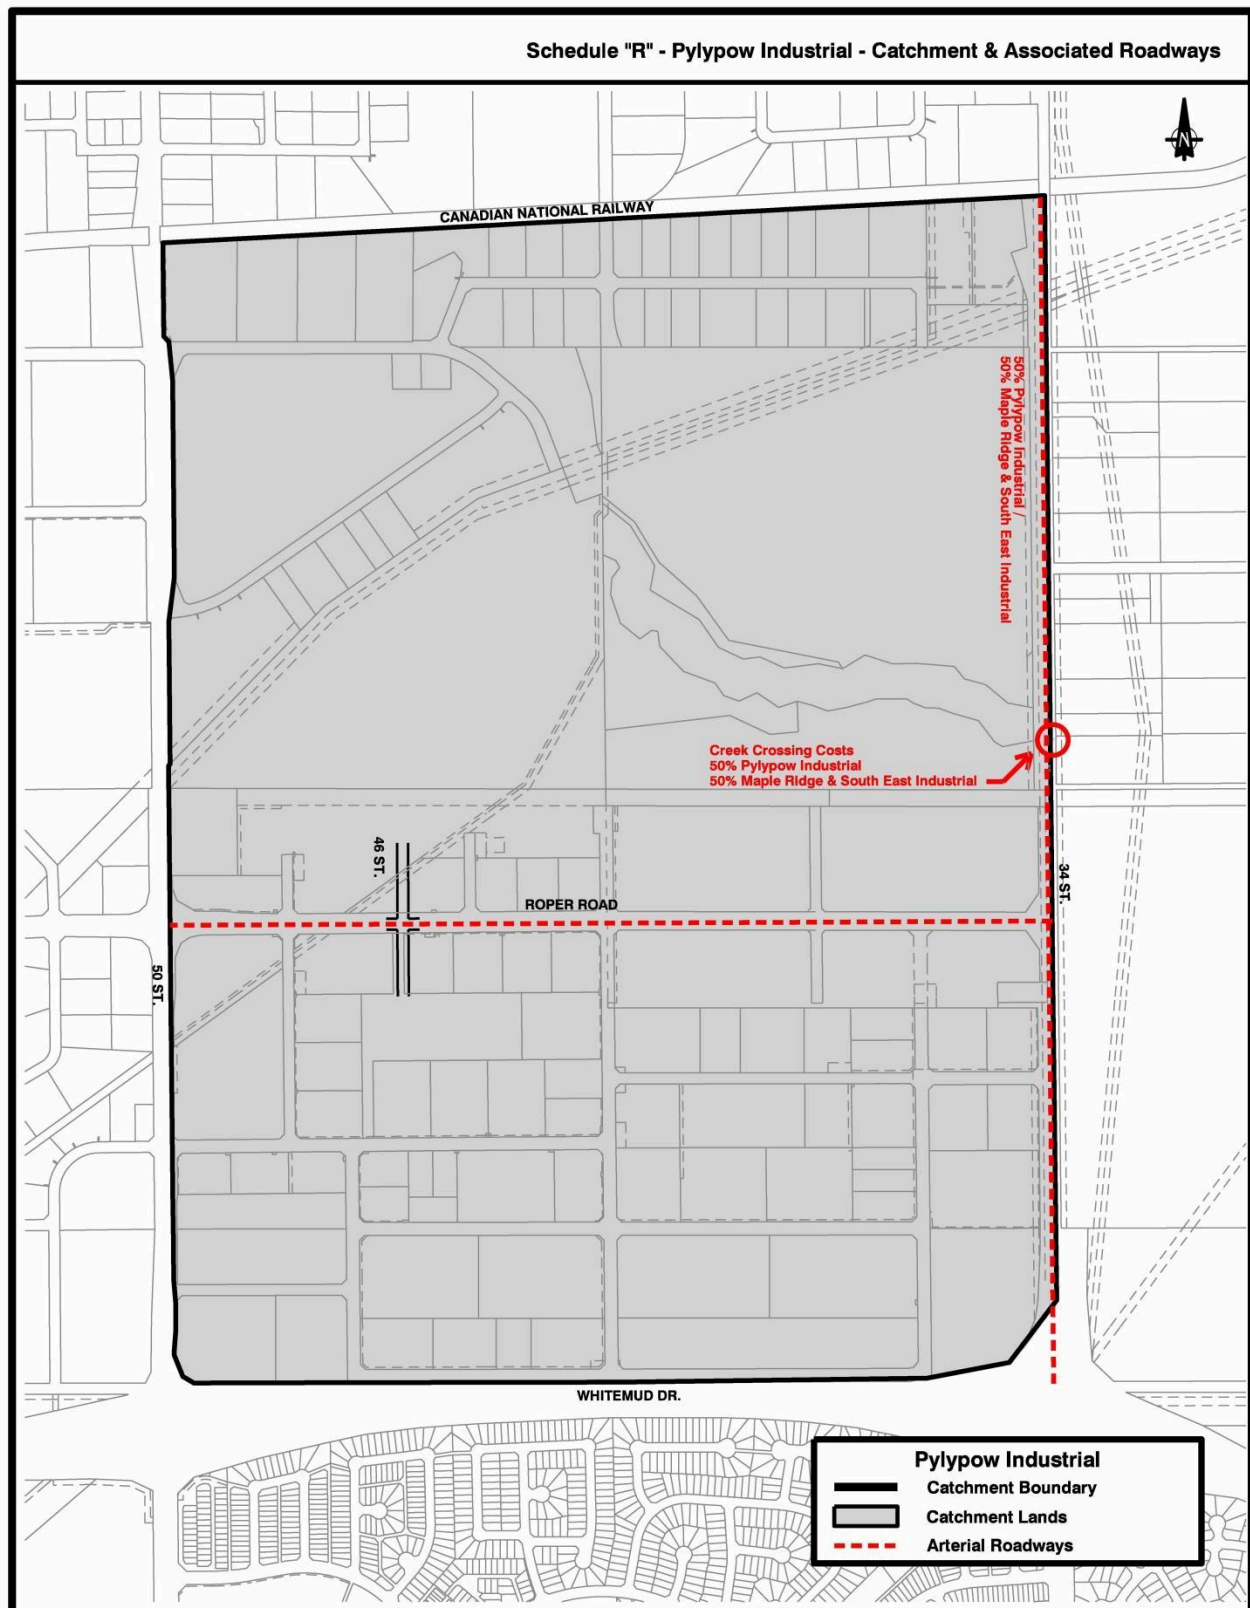 Schedule "R" - Pylypow Industrial - Catchment & Associated Roadways
N
CANADIAN NATIONAL RAILWAY
50% Pylypow Industrial /
50% Maple Ridge & South East Industrial
Creek Crossing Costs
50% Pylypow Industrial
50% Maple Ridge & South East Industrial
46 ST.
34 ST.
ROPER ROAD
50 ST.
WHITEMUD DR.
Pylypow Industrial
Catchment Boundary
Catchment Lands
Arterial Roadways